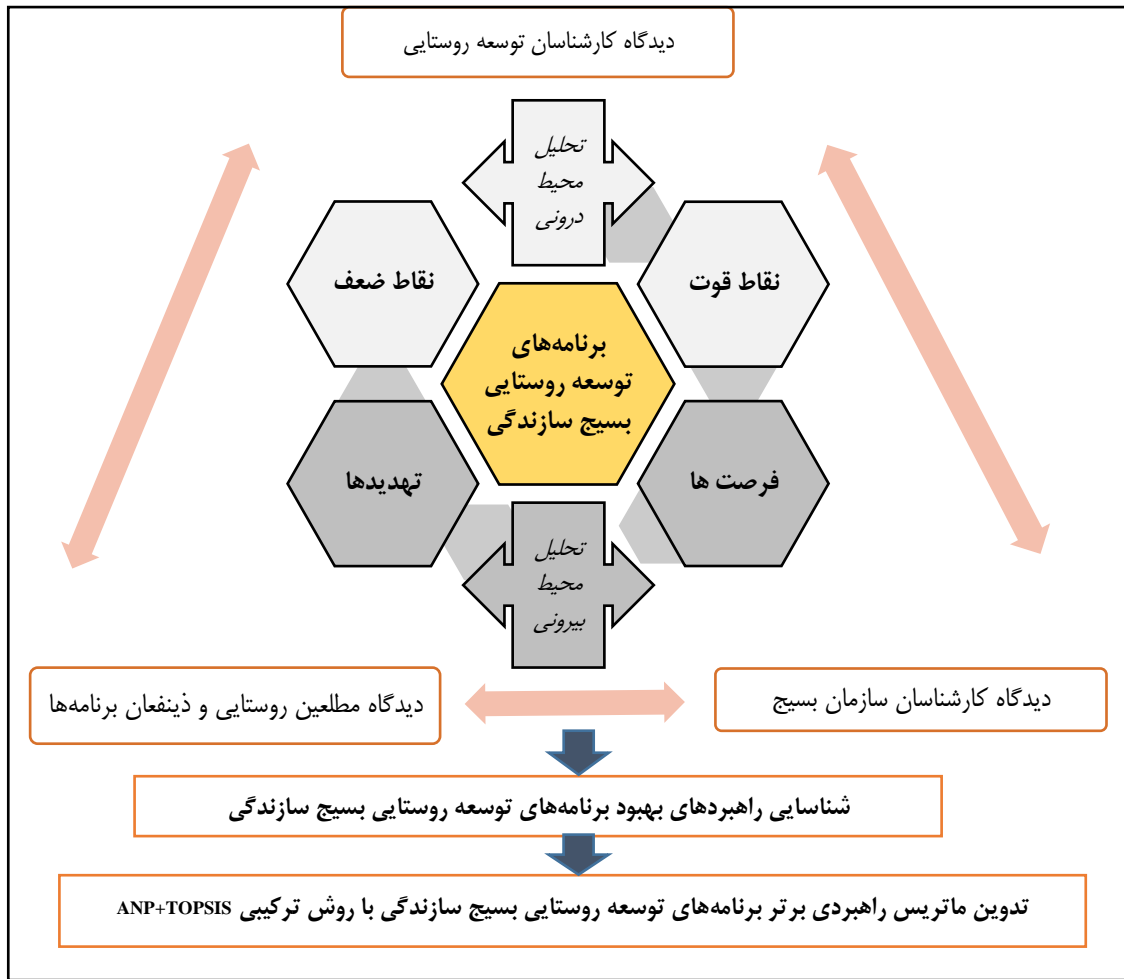 دیدگاه کارشناسان توسعه روستایی
تحلیل
محیط
درونی
نقاط قوت
نقاط ضعف
برنامه‌های
توسعه روستایی
بسیج سازندگی
فرصت ها
تهدیدها
تحلیل
محیط
بیرونی
دیدگاه کارشناسان سازمان بسیج
دیدگاه مطلعین روستایی و ذینفعان برنامه‌ها
شناسایی راهبردهای بهبود برنامه‌های توسعه روستایی بسیج سازندگی
تدوین ماتریس راهبردی برتر برنامه‌های توسعه روستایی بسیج سازندگی با روش ترکیبی ANP+TOPSIS